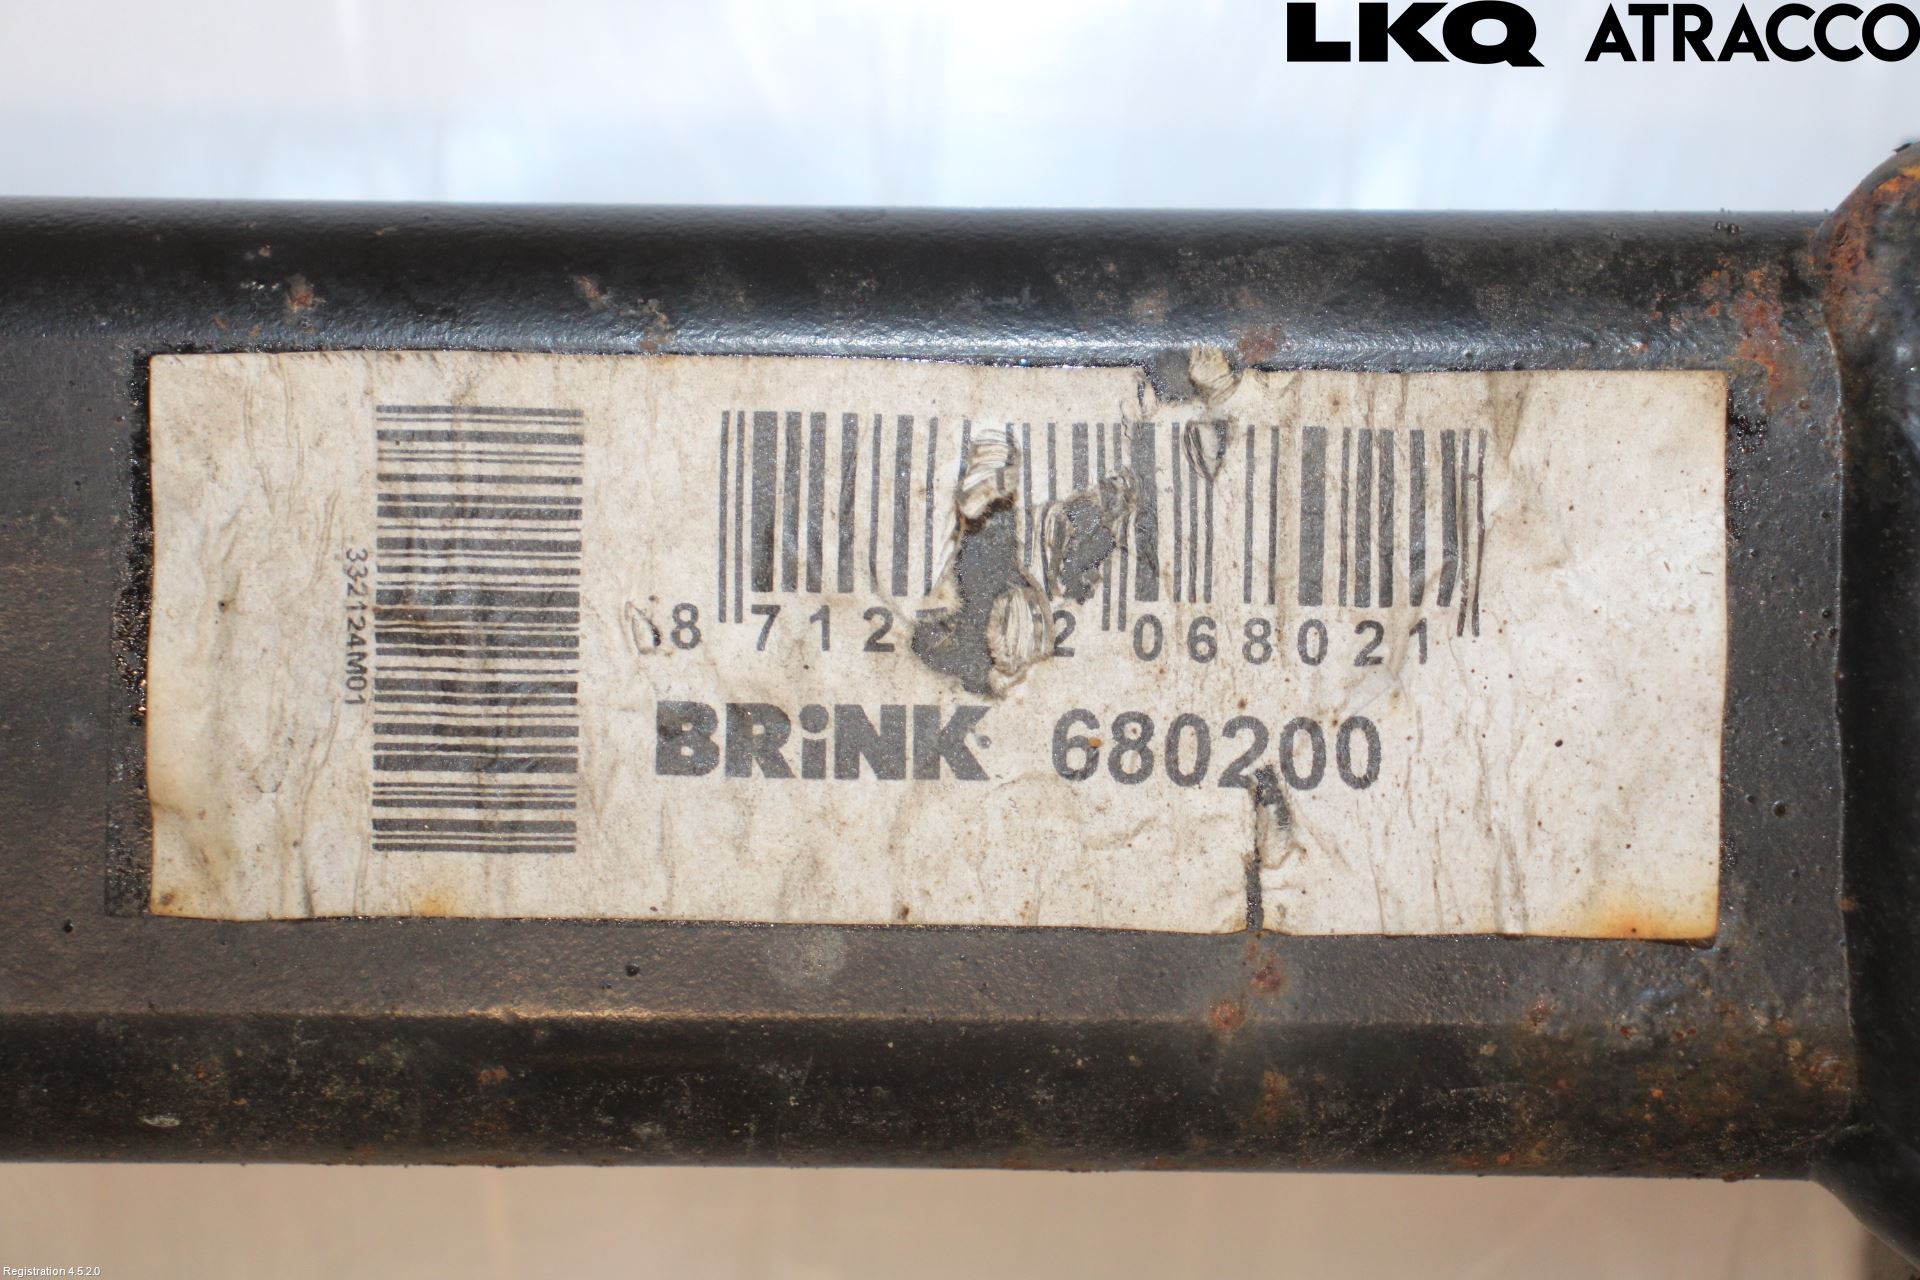 LKQ ATRACCO
332124M01
8 712 2 068021
BRiNK 680200
Registration 4.5.2.0